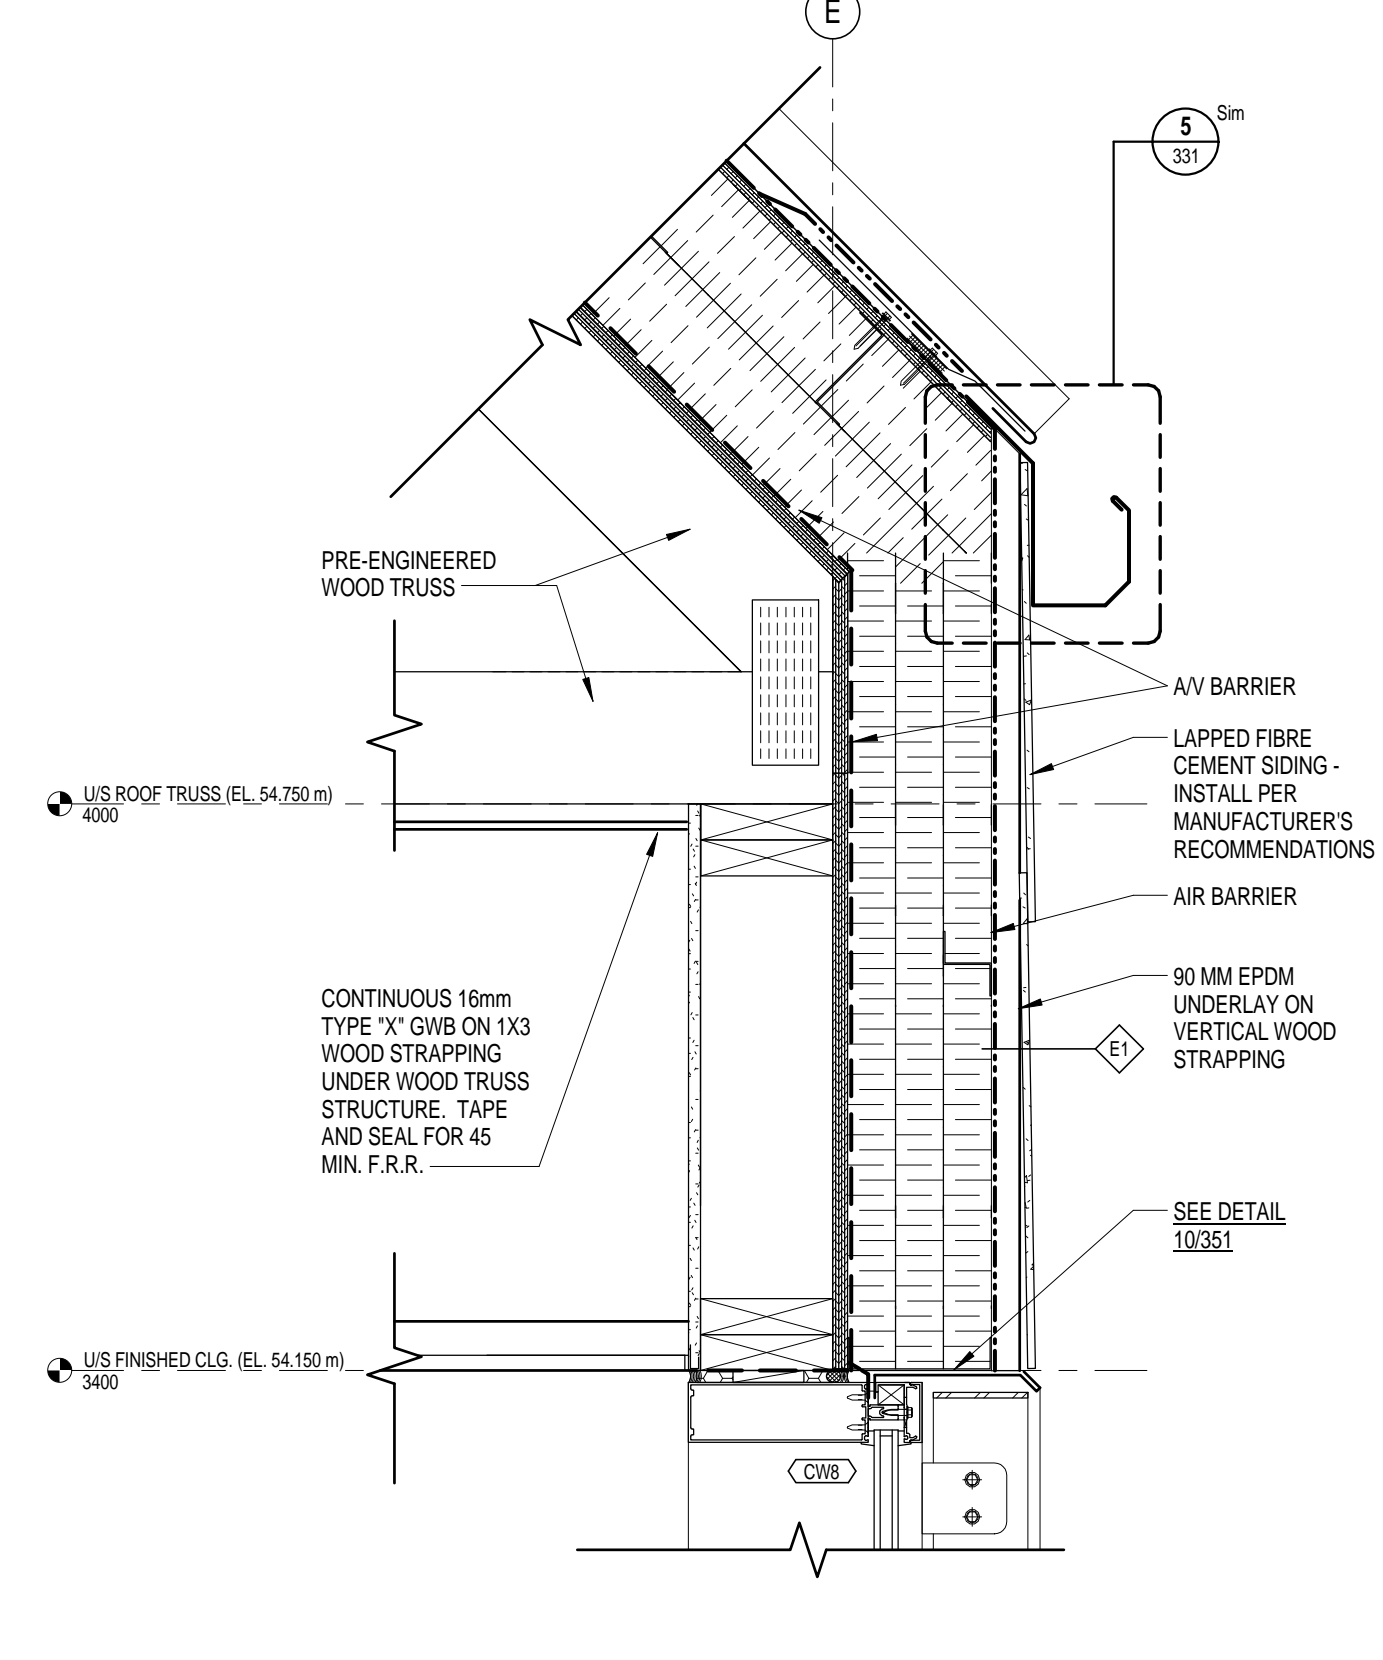 E
5
331
Sim
PRE-ENGINEERED
WOOD TRUSS
A/V BARRIER
LAPPED FIBRE
CEMENT SIDING -
INSTALL PER
MANUFACTURER'S
RECOMMENDATIONS
U/S ROOF TRUSS (EL. 54.750 m)
4000
AIR BARRIER
90 MM EPDM
UNDERLAY ON
VERTICAL WOOD
STRAPPING
E1
CONTINUOUS 16mm
TYPE "X" GWB ON 1X3
WOOD STRAPPING
UNDER WOOD TRUSS
STRUCTURE. TAPE
AND SEAL FOR 45
MIN. F.R.R.
SEE DETAIL
10/351
U/S FINISHED CLG. (EL. 54.150 m)
3400
CW8